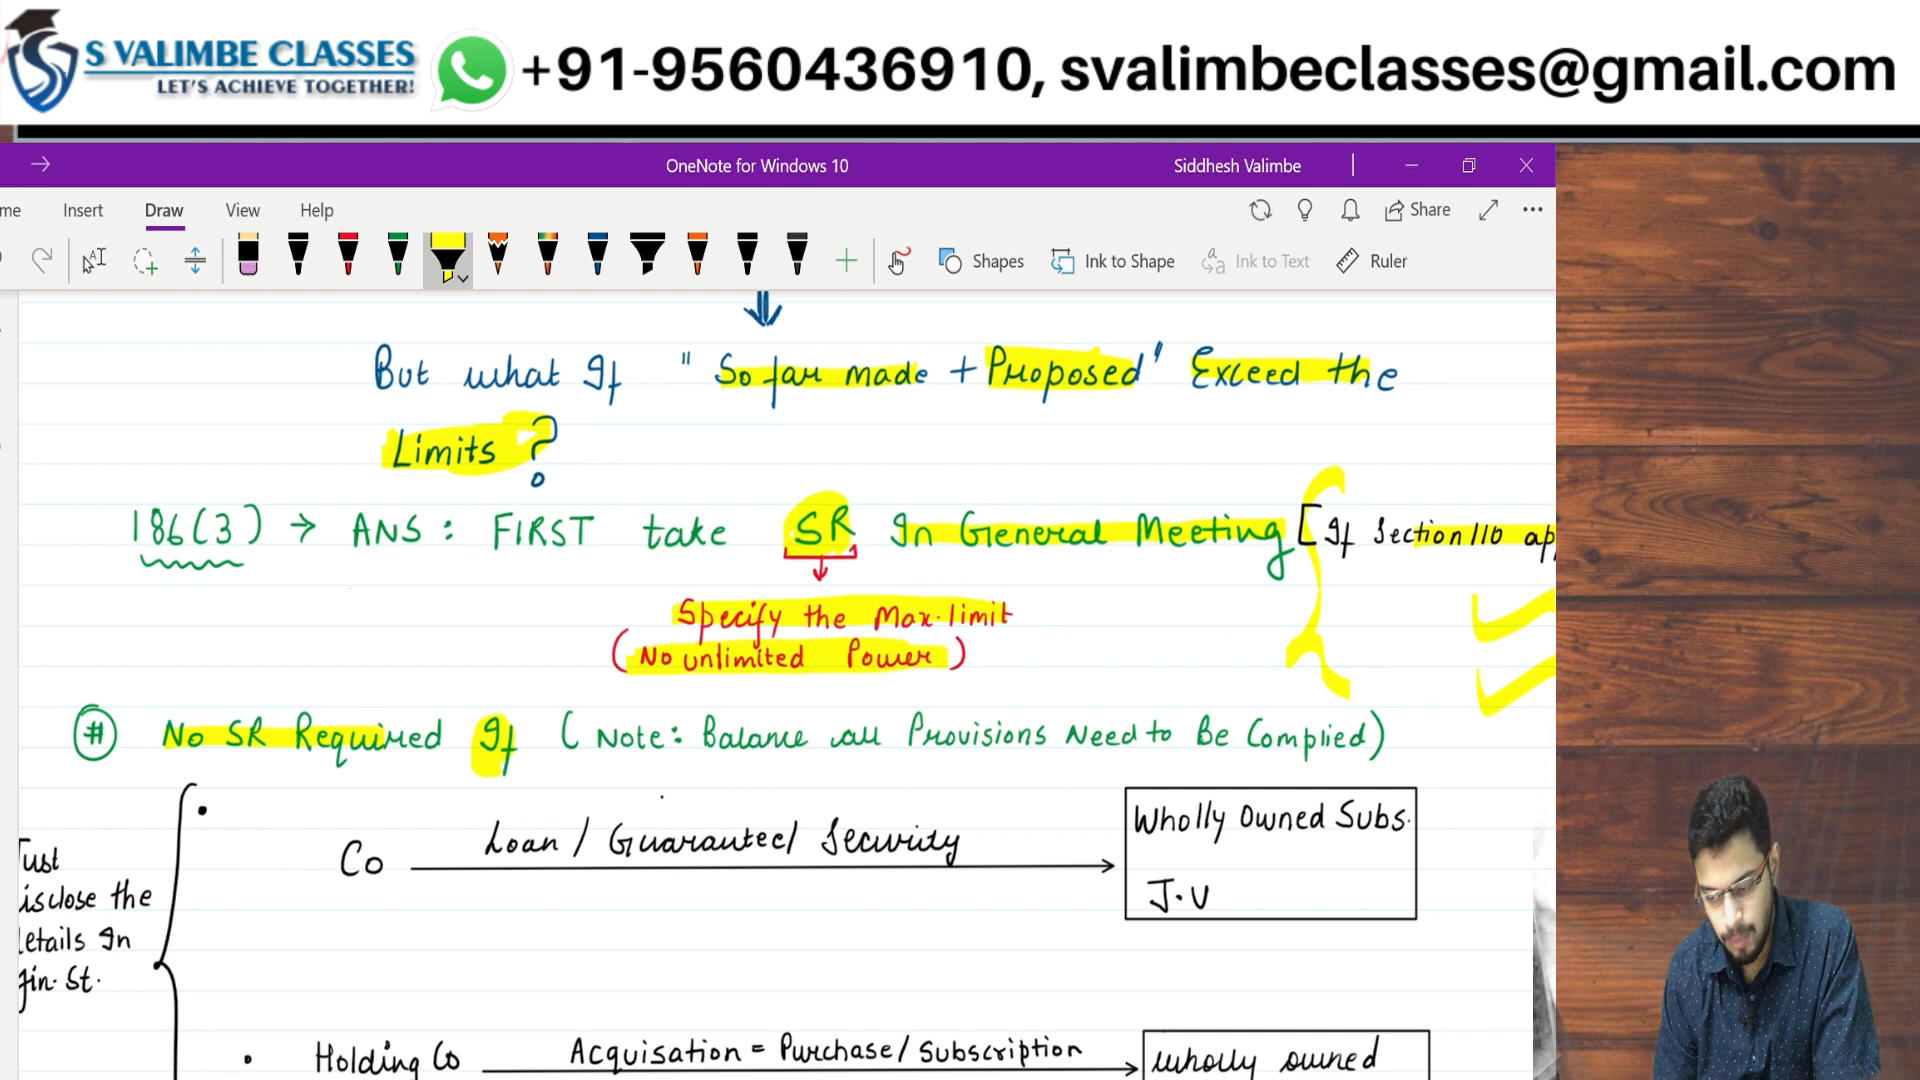 S VALIMBE CLASSES
LET'S ACHIEVE TOGETHER!
+91-9560436910, svalimbeclasses@gmail.com
OneNote for Windows 10
Siddhesh Valimbe
me Insert Draw View Help
Share
Shapes Ink to Shape Ink to Text Ruler
But what If "So far made + Proposed" Exceed the
Limits ?
186(3) → ANS : FIRST take SR In General Meeting [If Section 110 ap
Specify the Max. limit
(No unlimited Power)
# No SR Required If (Note: Balance all Provisions Need to Be Complied)
Co Loan / Guarantee/ Security → Wholly Owned Subs.
J.V
ust
isclose the
etails In
Fin. St.
• Holding Co Acquisation = Purchase/ Subscription → wholly owned